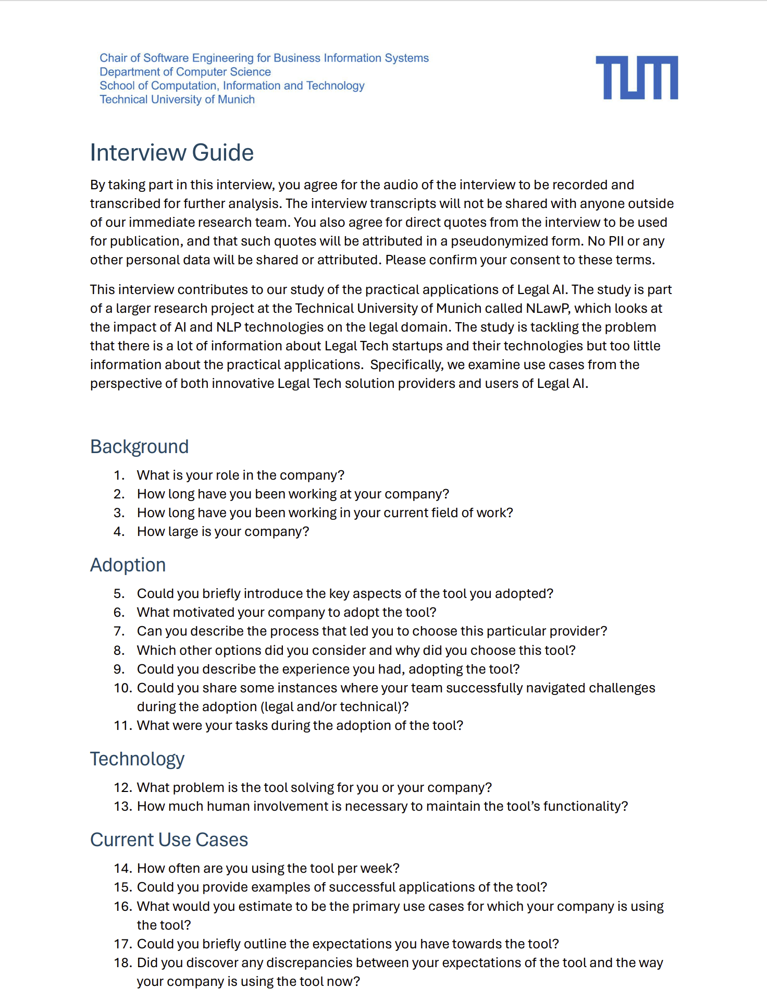 Chair of Software Engineering for Business Information Systems
Department of Computer Science
School of Computation, Information and Technology
Technical University of Munich
TUM
Interview Guide
By taking part in this interview, you agree for the audio of the interview to be recorded and
transcribed for further analysis. The interview transcripts will not be shared with anyone outside
of our immediate research team. You also agree for direct quotes from the interview to be used
for publication, and that such quotes will be attributed in a pseudonymized form. No PII or any
other personal data will be shared or attributed. Please confirm your consent to these terms.
This interview contributes to our study of the practical applications of Legal AI. The study is part
of a larger research project at the Technical University of Munich called NLawP, which looks at
the impact of AI and NLP technologies on the legal domain. The study is tackling the problem
that there is a lot of information about Legal Tech startups and their technologies but too little
information about the practical applications.  Specifically, we examine use cases from the
perspective of both innovative Legal Tech solution providers and users of Legal AI.
Background
1. What is your role in the company?
2. How long have you been working at your company?
3. How long have you been working in your current field of work?
4. How large is your company?
Adoption
5. Could you briefly introduce the key aspects of the tool you adopted?
6. What motivated your company to adopt the tool?
7. Can you describe the process that led you to choose this particular provider?
8. Which other options did you consider and why did you choose this tool?
9. Could you describe the experience you had, adopting the tool?
10. Could you share some instances where your team successfully navigated challenges
during the adoption (legal and/or technical)?
11. What were your tasks during the adoption of the tool?
Technology
12. What problem is the tool solving for you or your company?
13. How much human involvement is necessary to maintain the tool’s functionality?
Current Use Cases
14. How often are you using the tool per week?
15. Could you provide examples of successful applications of the tool?
16. What would you estimate to be the primary use cases for which your company is using
the tool?
17. Could you briefly outline the expectations you have towards the tool?
18. Did you discover any discrepancies between your expectations of the tool and the way
your company is using the tool now?